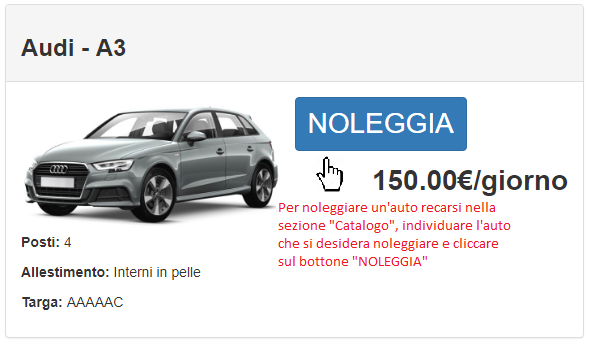 Audi - A3
NOLEGGIA
150.00€/giorno
Per noleggiare un'auto recarsi nella
sezione "Catalogo", individuare l'auto
che si desidera noleggiare e cliccare
sul bottone "NOLEGGIA"
Posti: 4
Allestimento: Interni in pelle
Targa: AAAAAC